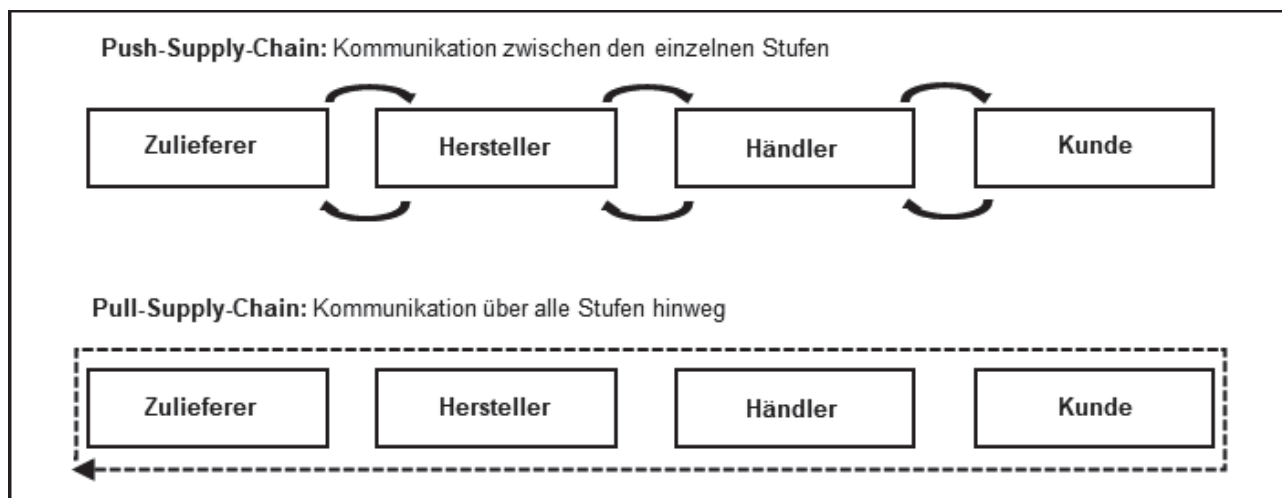 Push-Supply-Chain: Kommunikation zwischen den einzelnen Stufen
Zulieferer
Hersteller
Händler
Kunde
Pull-Supply-Chain: Kommunikation über alle Stufen hinweg
Zulieferer
Hersteller
Händler
Kunde